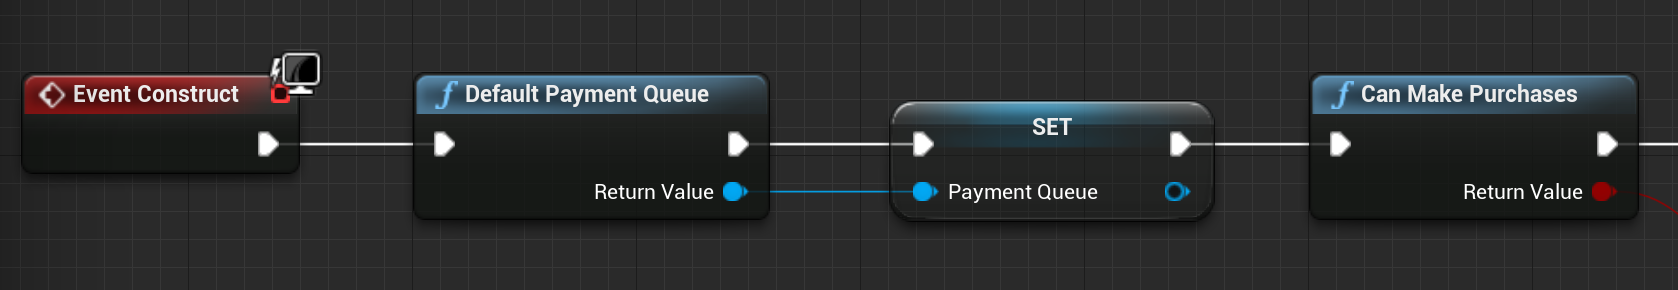 Event Construct
f Default Payment Queue
Return Value
SET
Payment Queue
f Can Make Purchases
Return Value